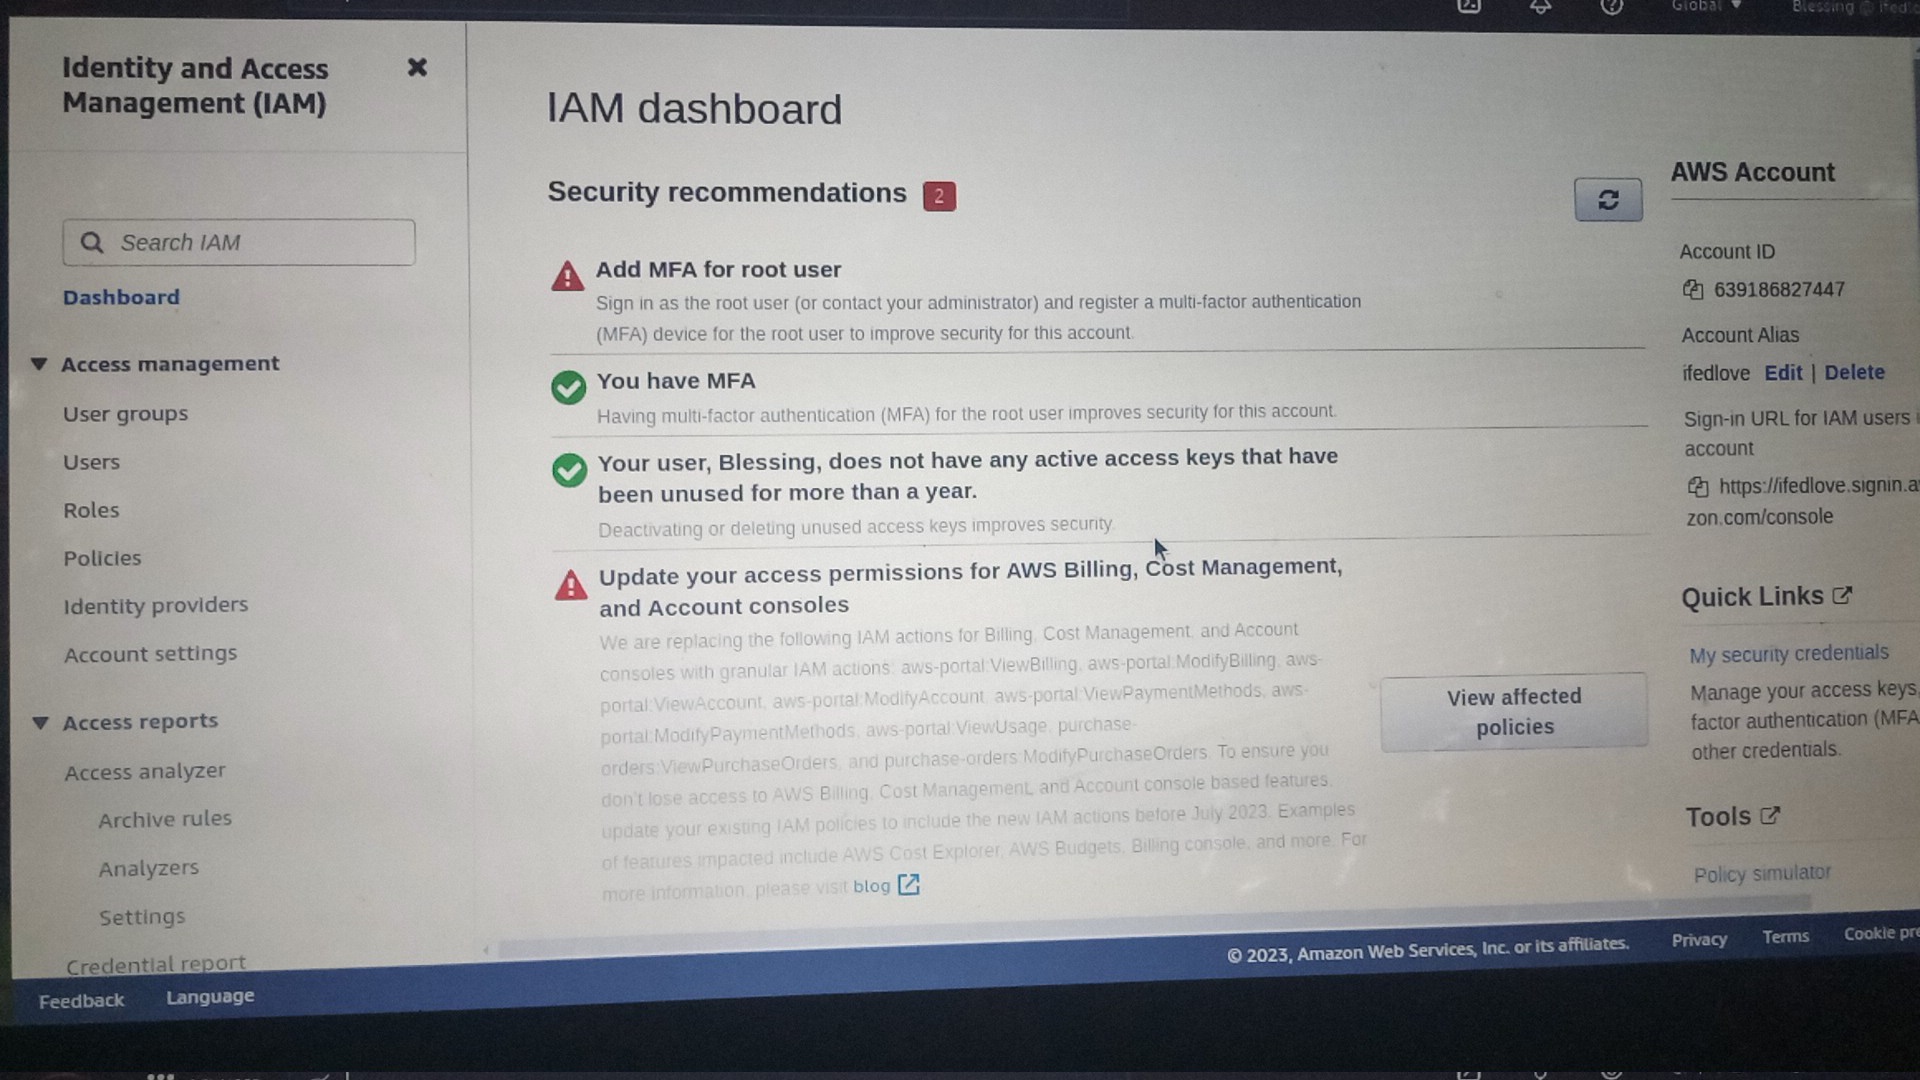 Global ▼
Blessing @ ifedlo
Identity and Access
Management (IAM)
Search IAM
Dashboard
Access management
User groups
Users
Roles
Policies
Identity providers
Account settings
Access reports
Access analyzer
Archive rules
Analyzers
Settings
Credential report
IAM dashboard
Security recommendations 2
Add MFA for root user
Sign in as the root user (or contact your administrator) and register a multi-factor authentication
(MFA) device for the root user to improve security for this account.
You have MFA
Having multi-factor authentication (MFA) for the root user improves security for this account.
Your user, Blessing, does not have any active access keys that have
been unused for more than a year.
Deactivating or deleting unused access keys improves security.
Update your access permissions for AWS Billing, Cost Management,
and Account consoles
We are replacing the following IAM actions for Billing, Cost Management, and Account
consoles with granular IAM actions: aws-portal:ViewBilling, aws-portal:ModifyBilling, aws-
portal:ViewAccount, aws-portal:ModifyAccount, aws-portal:ViewPaymentMethods, aws-
portal:ModifyPaymentMethods, aws-portal:ViewUsage, purchase-
orders:ViewPurchaseOrders, and purchase-orders:ModifyPurchaseOrders. To ensure you
don't lose access to AWS Billing, Cost Management, and Account console based features,
update your existing IAM policies to include the new IAM actions before July 2023. Examples
of features impacted include AWS Cost Explorer, AWS Budgets, Billing console, and more. For
more information, please visit blog
View affected
policies
AWS Account
Account ID
639186827447
Account Alias
ifedlove Edit | Delete
Sign-in URL for IAM users i
account
https://ifedlove.signin.a
zon.com/console
Quick Links
My security credentials
Manage your access keys,
factor authentication (MFA
other credentials.
Tools
Policy simulator
© 2023, Amazon Web Services, Inc. or its affiliates. Privacy Terms Cookie pre
Feedback Language